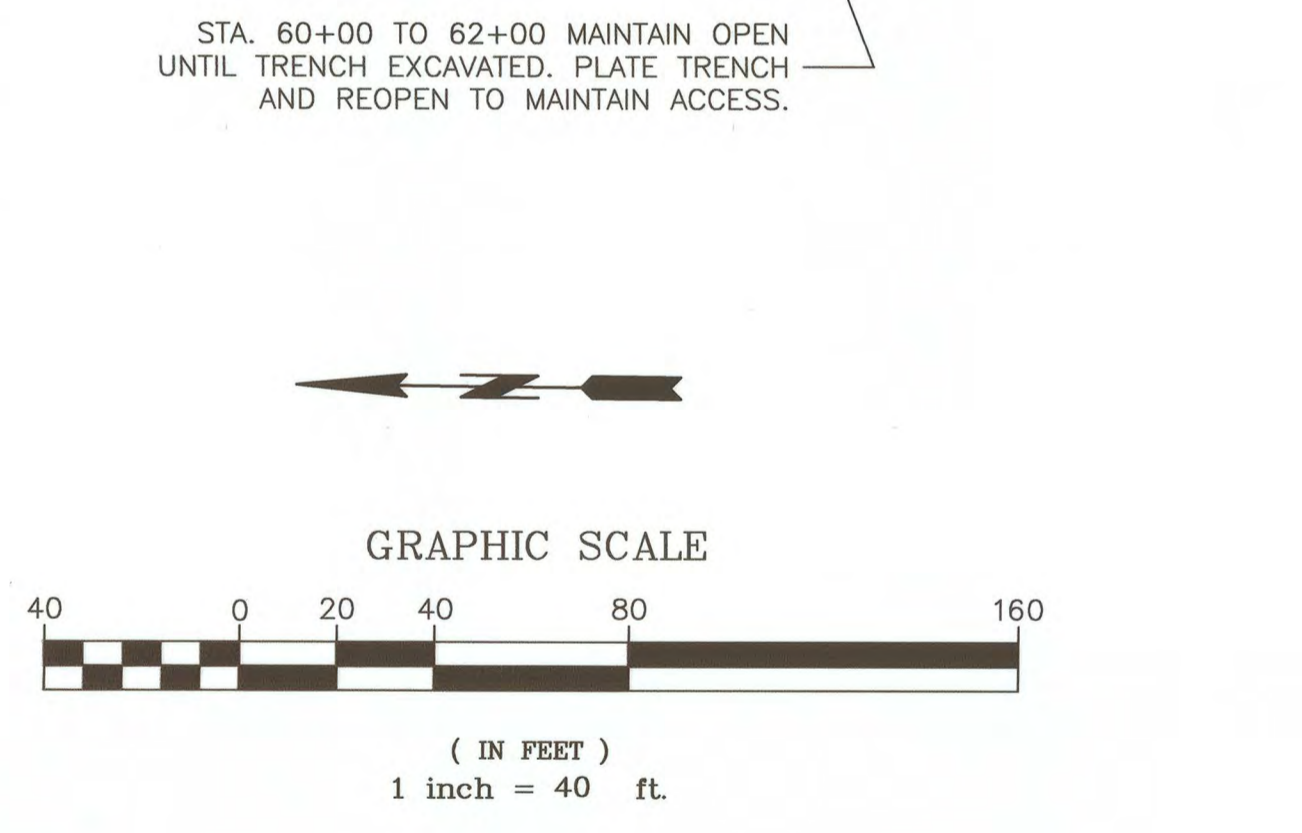 STA. 60+00 TO 62+00 MAINTAIN OPEN
UNTIL TRENCH EXCAVATED. PLATE TRENCH
AND REOPEN TO MAINTAIN ACCESS.
N
GRAPHIC SCALE
40 0 20 40 80 160
( IN FEET )
1 inch = 40 ft.